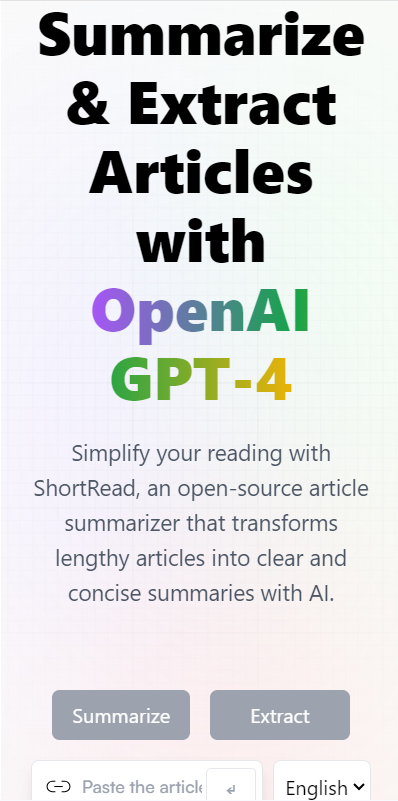 Summarize
& Extract
Articles
with
OpenAI
GPT-4
Simplify your reading with
ShortRead, an open-source article
summarizer that transforms
lengthy articles into clear and
concise summaries with AI.
Summarize Extract
Paste the article English